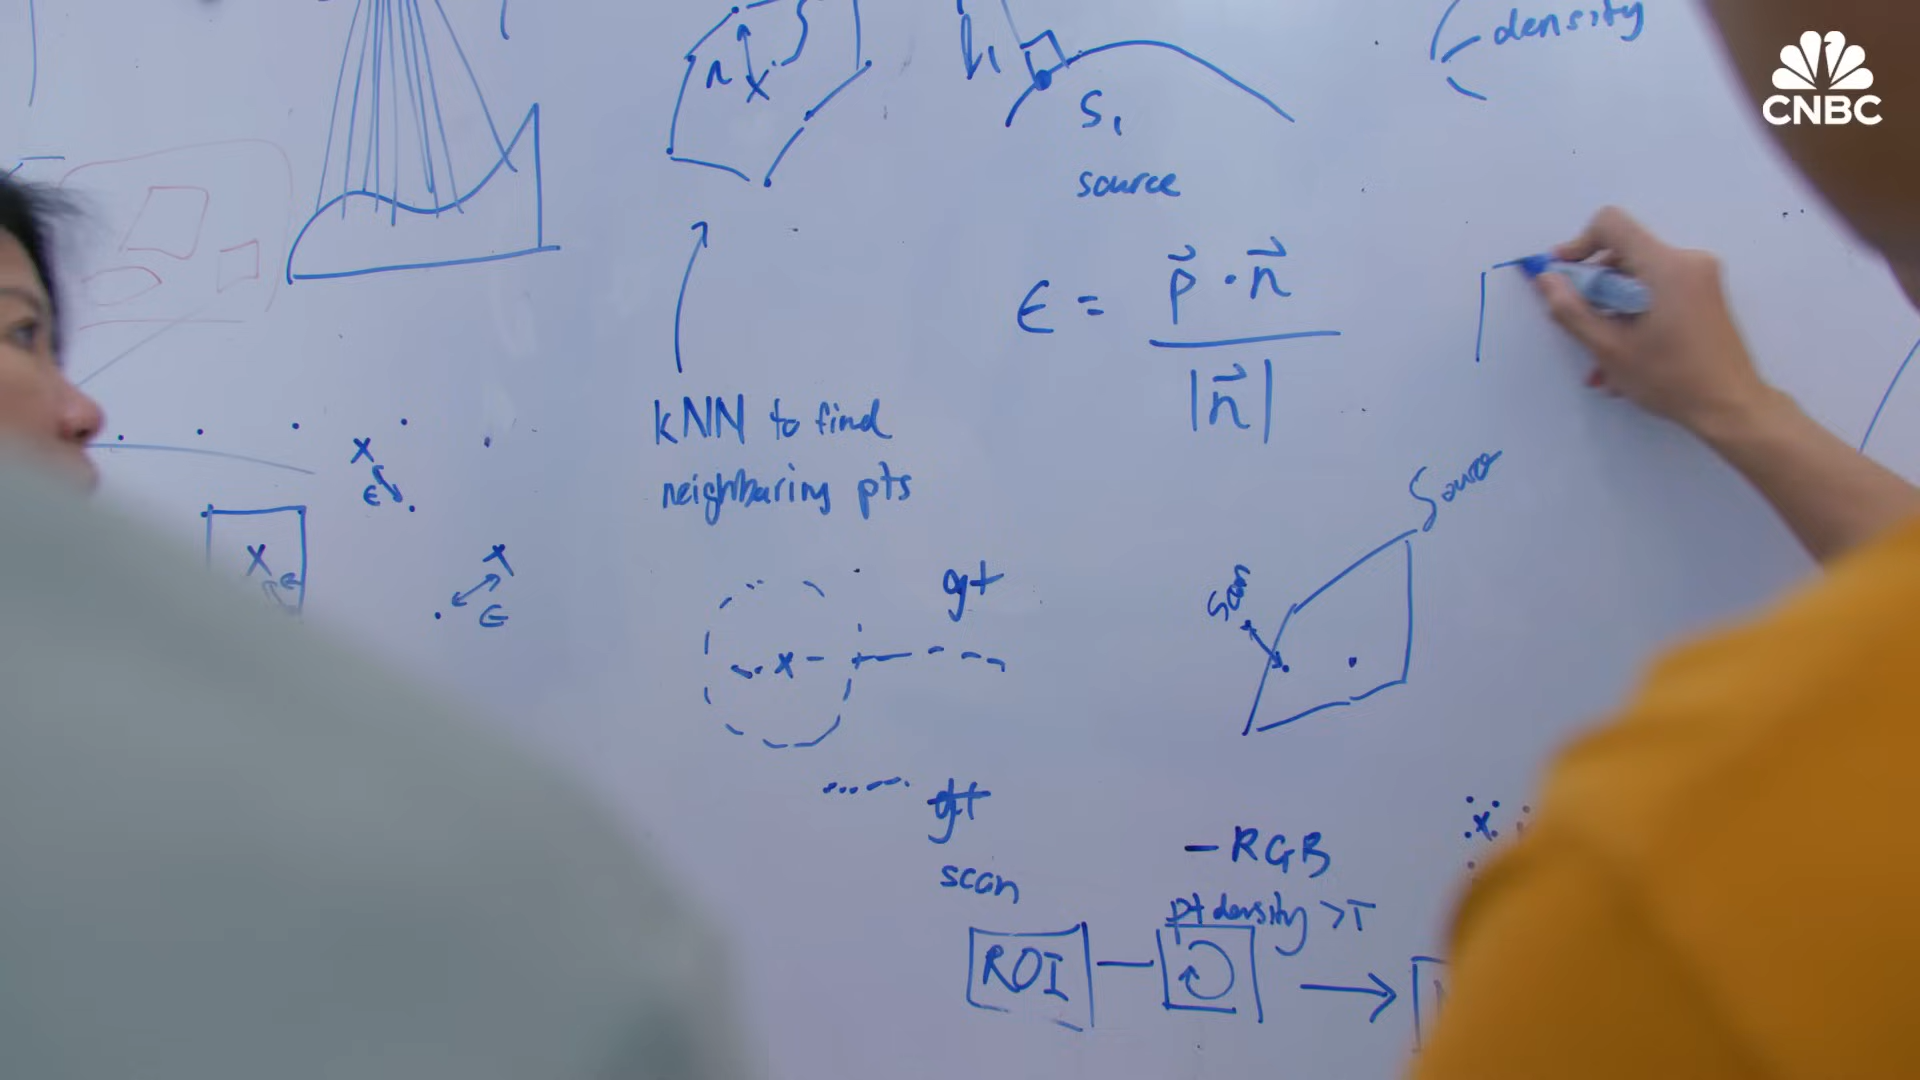 density
CNBC
n
h1
S1
source
ϵ = p⃗ · n⃗
|n⃗|
kNN to find
neighboring pts
x
ϵ
x
ϵ
x
ϵ
gt
x
Source
Scan
gt
scan
– RGB
pt density > T
x
ROI